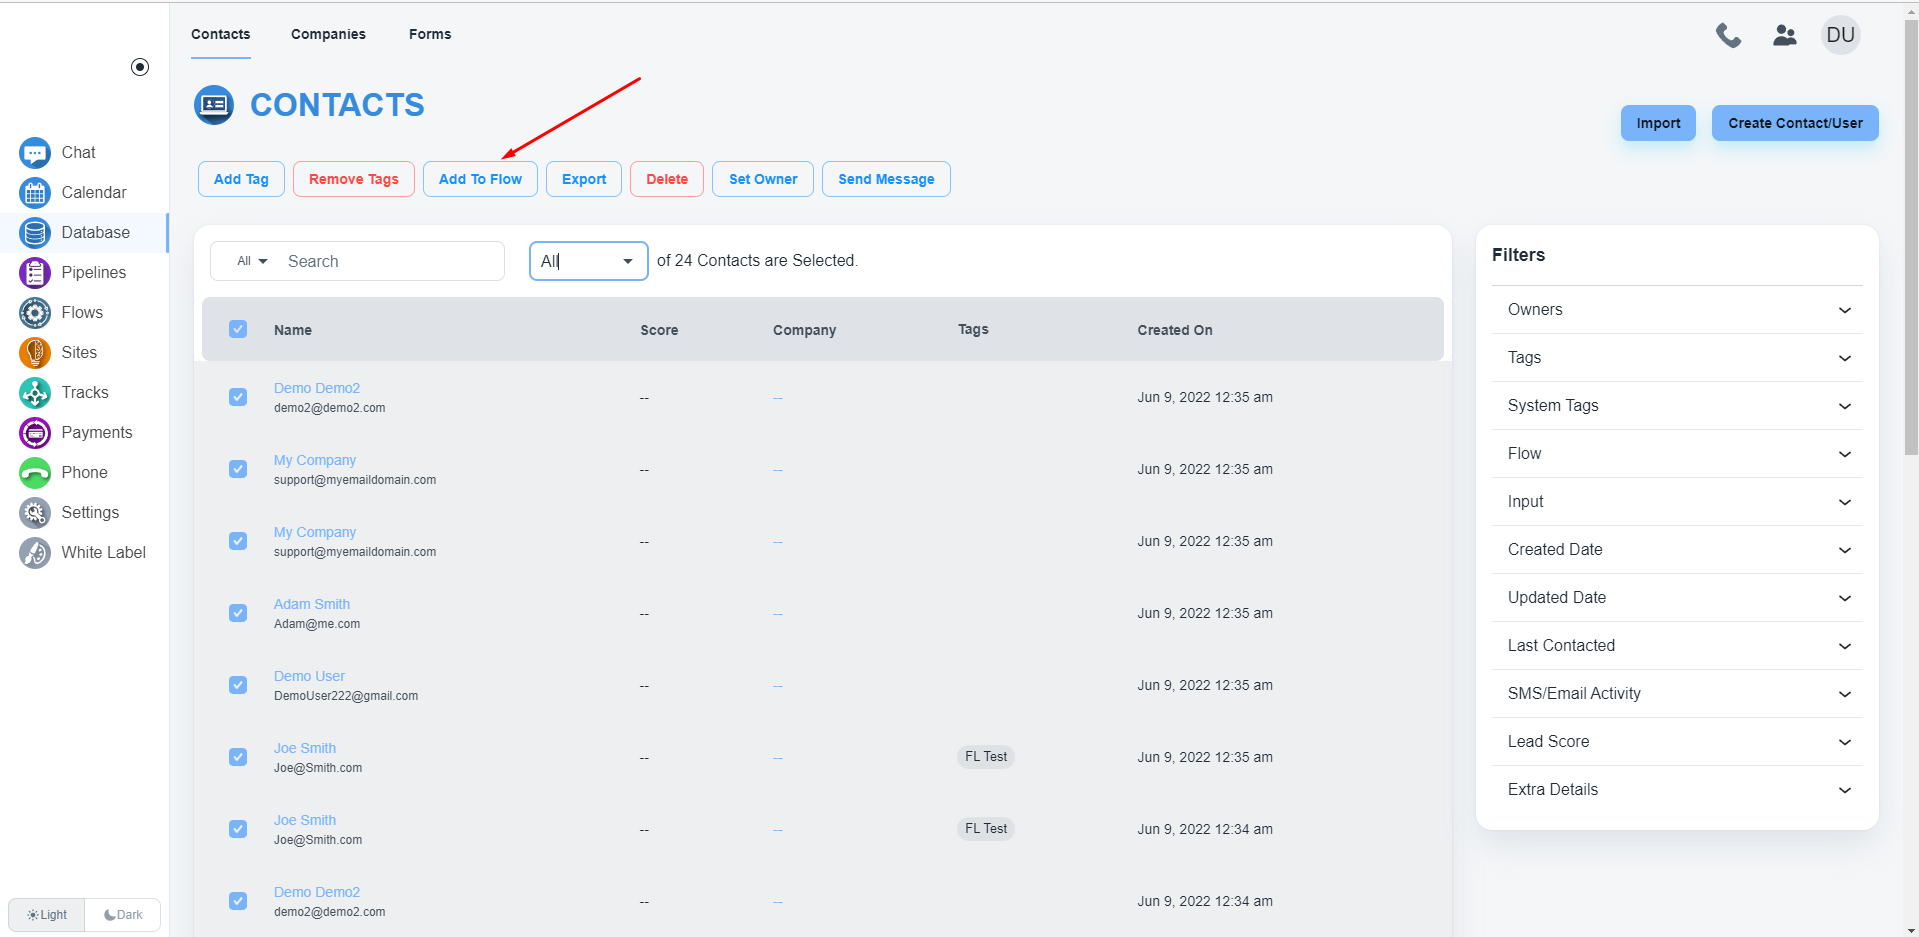 Contacts Companies Forms
DU
CONTACTS
Import Create Contact/User
Add Tag Remove Tags Add To Flow Export Delete Set Owner Send Message
Chat
Calendar
Database
Pipelines
Flows
Sites
Tracks
Payments
Phone
Settings
White Label
Light Dark
All Search All of 24 Contacts are Selected.
Name Score Company Tags Created On
Demo Demo2
demo2@demo2.com
-- -- Jun 9, 2022 12:35 am
My Company
support@myemaildomain.com
-- -- Jun 9, 2022 12:35 am
My Company
support@myemaildomain.com
-- -- Jun 9, 2022 12:35 am
Adam Smith
Adam@me.com
-- -- Jun 9, 2022 12:35 am
Demo User
DemoUser222@gmail.com
-- -- Jun 9, 2022 12:35 am
Joe Smith
Joe@Smith.com
-- -- FL Test Jun 9, 2022 12:35 am
Joe Smith
Joe@Smith.com
-- -- FL Test Jun 9, 2022 12:34 am
Demo Demo2
demo2@demo2.com
-- -- Jun 9, 2022 12:34 am
Filters
Owners
Tags
System Tags
Flow
Input
Created Date
Updated Date
Last Contacted
SMS/Email Activity
Lead Score
Extra Details